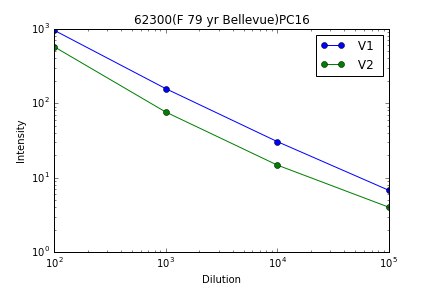 62300(F 79 yr Bellevue)PC16
10³
10²
10¹
10⁰
Intensity
V1
V2
10² 10³ 10⁴ 10⁵
Dilution